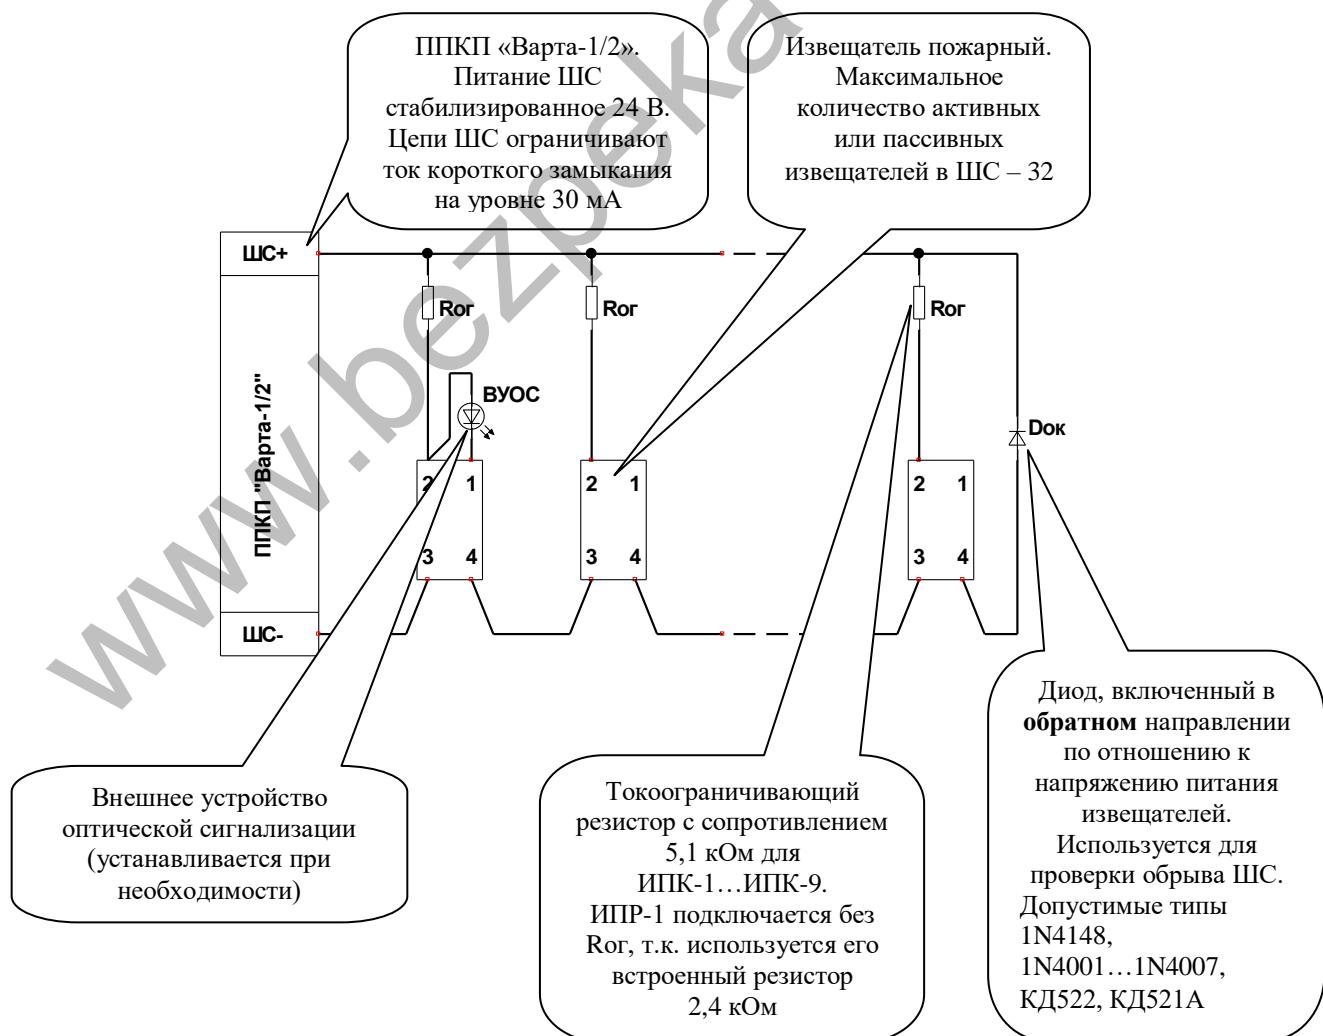 ППКП «Варта-1/2».
Питание ШС
стабилизированное 24 В.
Цепи ШС ограничивают
ток короткого замыкания
на уровне 30 мА
Извещатель пожарный.
Максимальное
количество активных
или пассивных
извещателей в ШС – 32
ШС+
Rог
Rог
Rог
ВУОС
Dок
ППКП "Варта-1/2"
2 1
3 4
2 1
3 4
2 1
3 4
ШС-
Внешнее устройство
оптической сигнализации
(устанавливается при
необходимости)
Токоограничивающий
резистор с сопротивлением
5,1 кОм для
ИПК-1…ИПК-9.
ИПР-1 подключается без
Rог, т.к. используется его
встроенный резистор
2,4 кОм
Диод, включенный в
обратном направлении
по отношению к
напряжению питания
извещателей.
Используется для
проверки обрыва ШС.
Допустимые типы
1N4148,
1N4001…1N4007,
КД522, КД521А
www.bezpeka